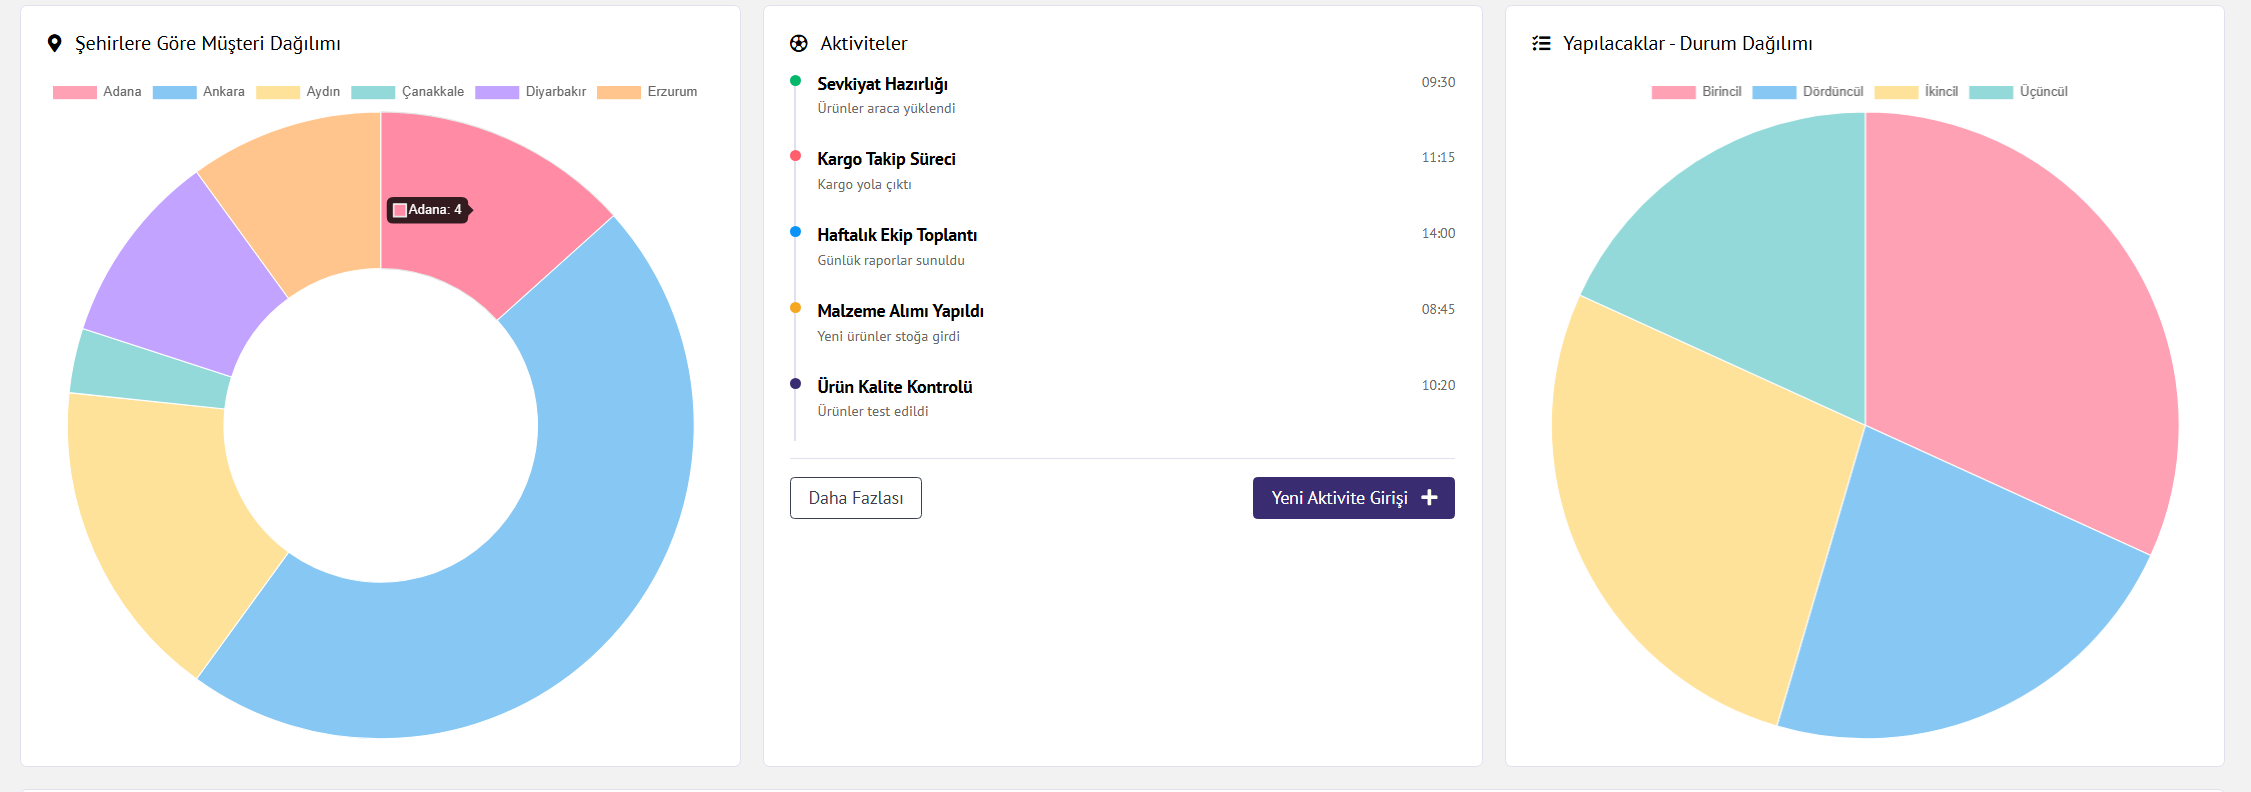 Şehirlere Göre Müşteri Dağılımı
Adana Ankara Aydın Çanakkale Diyarbakır Erzurum
Adana: 4
Aktiviteler
Sevkiyat Hazırlığı 09:30
Ürünler araca yüklendi
Kargo Takip Süreci 11:15
Kargo yola çıktı
Haftalık Ekip Toplantı 14:00
Günlük raporlar sunuldu
Malzeme Alımı Yapıldı 08:45
Yeni ürünler stoğa girdi
Ürün Kalite Kontrolü 10:20
Ürünler test edildi
Daha Fazlası
Yeni Aktivite Girişi
Yapılacaklar - Durum Dağılımı
Birincil Dördüncül İkincil Üçüncül